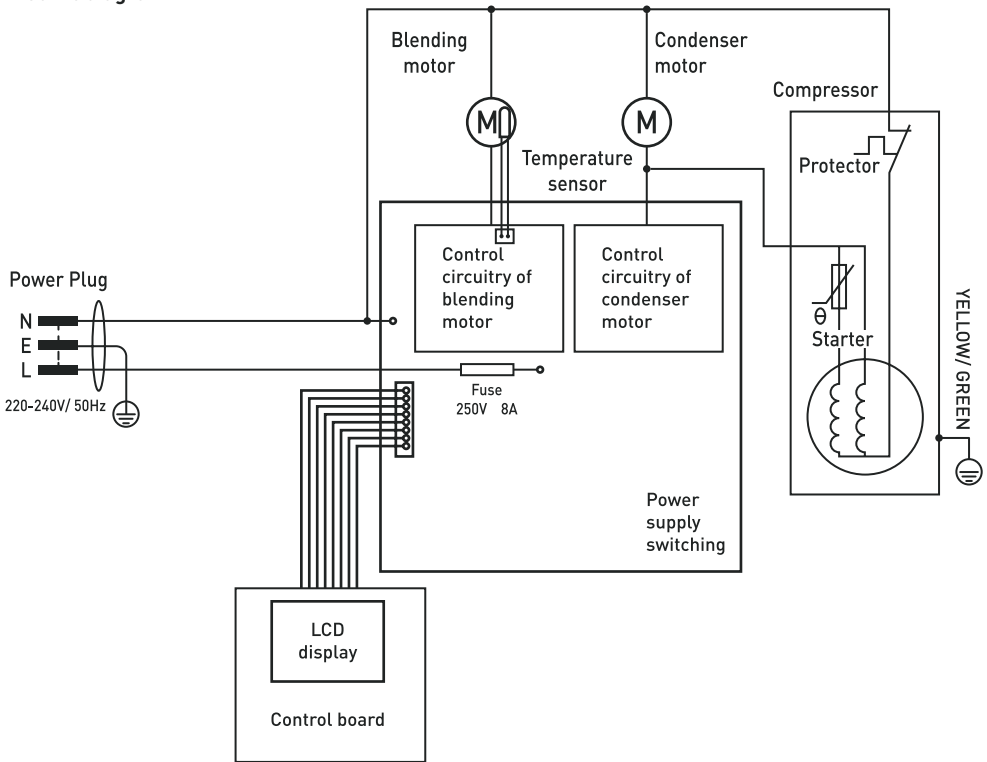 Blending
motor
Condenser
motor
Compressor
M
M
Temperature
sensor
Protector
Control
circuitry of
blending
motor
Control
circuitry of
condenser
motor
Power Plug
N
E
L
220-240V/ 50Hz
θ
Starter
YELLOW/ GREEN
Fuse
250V 8A
Power
supply
switching
LCD
display
Control board